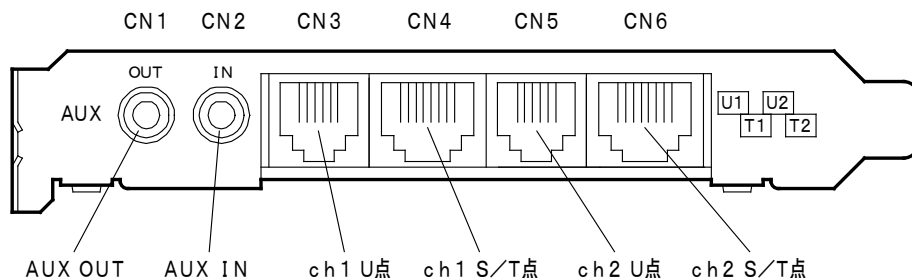 CN1 CN2 CN3 CN4 CN5 CN6
OUT IN
AUX
U1 U2
T1 T2
AUX OUT AUX IN ch1 U点 ch1 S/T点 ch2 U点 ch2 S/T点